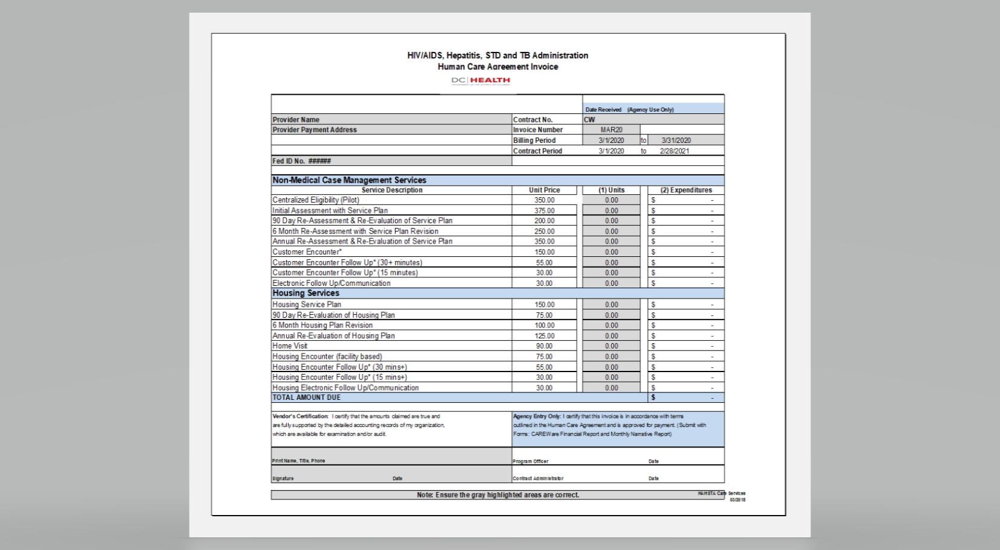 HIV/AIDS, Hepatitis, STD and TB Administration
Human Care Agreement Invoice
DC|HEALTH
Date Received (Agency Use Only)
Provider Name Contract No. CW
Provider Payment Address Invoice Number MAR20
Billing Period 3/1/2020 to 3/31/2020
Contract Period 3/1/2020 to 2/28/2021
Fed ID No. ######
Non-Medical Case Management Services
Service Description Unit Price (1) Units (2) Expenditures
Centralized Eligibility (Pilot) 350.00 0.00 $ -
Initial Assessment with Service Plan 375.00 0.00 $ -
90 Day Re-Assessment & Re-Evaluation of Service Plan 200.00 0.00 $ -
6 Month Re-Assessment with Service Plan Revision 250.00 0.00 $ -
Annual Re-Assessment & Re-Evaluation of Service Plan 350.00 0.00 $ -
Customer Encounter* 150.00 0.00 $ -
Customer Encounter Follow Up* (30+ minutes) 55.00 0.00 $ -
Customer Encounter Follow Up* (15 minutes) 30.00 0.00 $ -
Electronic Follow Up/Communication 30.00 0.00 $ -
Housing Services
Housing Service Plan 150.00 0.00 $ -
90 Day Re-Evaluation of Housing Plan 75.00 0.00 $ -
6 Month Housing Plan Revision 100.00 0.00 $ -
Annual Re-Evaluation of Housing Plan 125.00 0.00 $ -
Home Visit 90.00 0.00 $ -
Housing Encounter (facility based) 75.00 0.00 $ -
Housing Encounter Follow Up* (30 mins+) 55.00 0.00 $ -
Housing Encounter Follow Up* (15 mins+) 30.00 0.00 $ -
Housing Electronic Follow Up/Communication 30.00 0.00 $ -
TOTAL AMOUNT DUE $ -
Vendor's Certification: I certify that the amounts claimed are true and
are fully supported by the detailed accounting records of my organization,
which are available for examination and/or audit.
Agency Entry Only: I certify that this invoice is in accordance with terms
outlined in the Human Care Agreement and is approved for payment. (Submit with
Forms: CAREWare Financial Report and Monthly Narrative Report)
Print Name, Title, Phone Program Officer Date
Signature Date Contract Administrator Date
Note: Ensure the gray highlighted areas are correct.
HAHSTA Care Services
03/2018